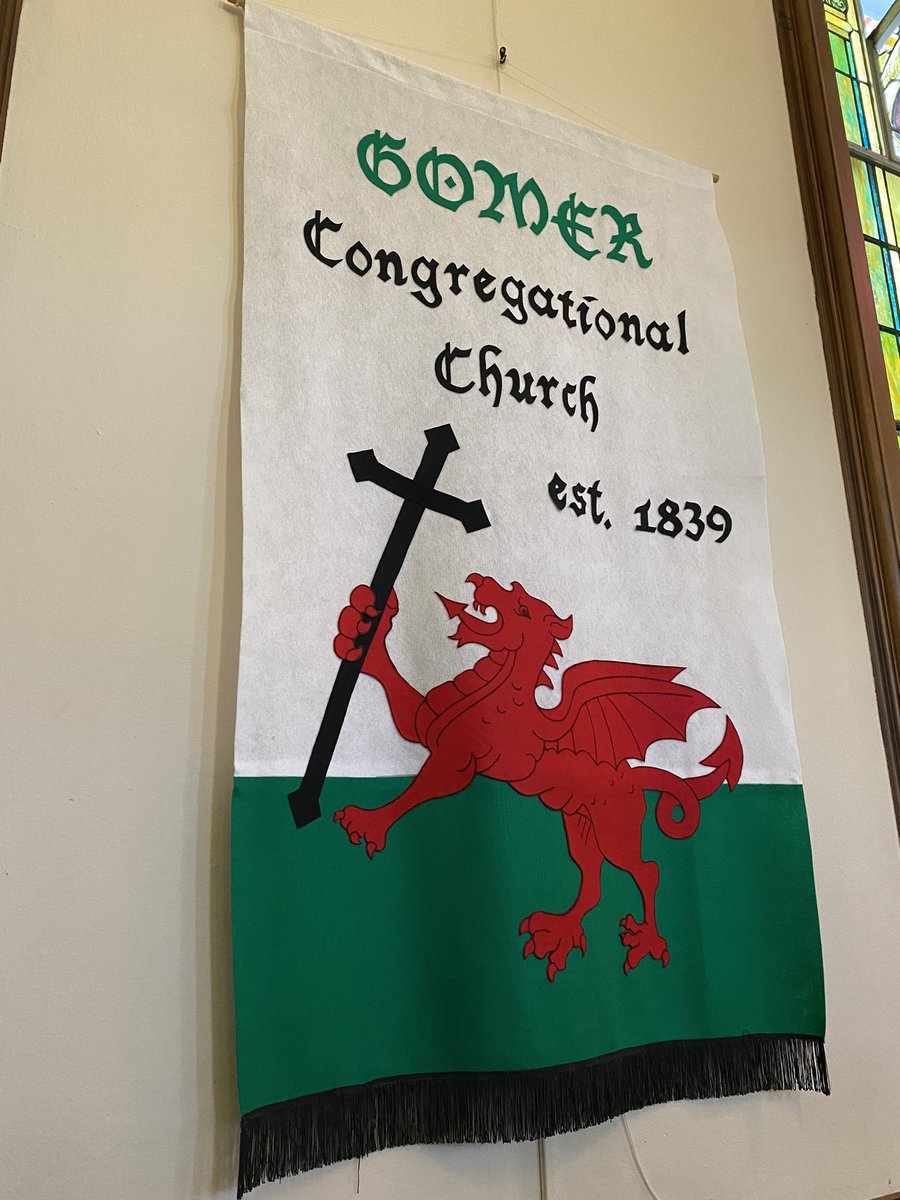 GOMER
Congregational
Church
est. 1839